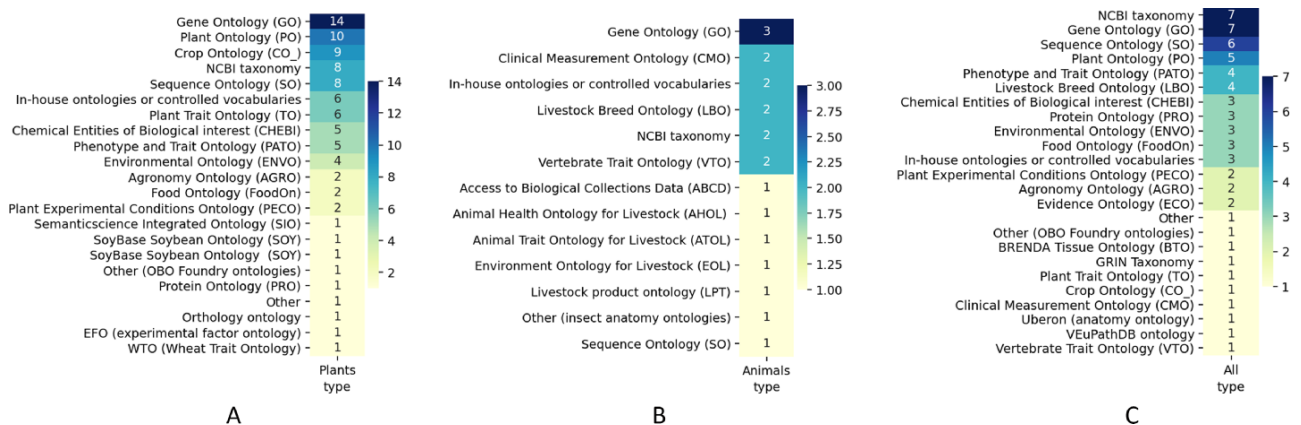 Gene Ontology (GO) 14
Plant Ontology (PO) 10
Crop Ontology (CO_) 9
NCBI taxonomy 8
Sequence Ontology (SO) 8
In-house ontologies or controlled vocabularies 6
Plant Trait Ontology (TO) 6
Chemical Entities of Biological interest (CHEBI) 5
Phenotype and Trait Ontology (PATO) 5
Environmental Ontology (ENVO) 4
Agronomy Ontology (AGRO) 2
Food Ontology (FoodOn) 2
Plant Experimental Conditions Ontology (PECO) 2
Semanticscience Integrated Ontology (SIO) 1
SoyBase Soybean Ontology (SOY) 1
SoyBase Soybean Ontology (SOY) 1
Other (OBO Foundry ontologies) 1
Protein Ontology (PRO) 1
Other 1
Orthology ontology 1
EFO (experimental factor ontology) 1
WTO (Wheat Trait Ontology) 1
Plants
type
14
12
10
8
6
4
2
A
Gene Ontology (GO) 3
Clinical Measurement Ontology (CMO) 2
In-house ontologies or controlled vocabularies 2
Livestock Breed Ontology (LBO) 2
NCBI taxonomy 2
Vertebrate Trait Ontology (VTO) 2
Access to Biological Collections Data (ABCD) 1
Animal Health Ontology for Livestock (AHOL) 1
Animal Trait Ontology for Livestock (ATOL) 1
Environment Ontology for Livestock (EOL) 1
Livestock product ontology (LPT) 1
Other (insect anatomy ontologies) 1
Sequence Ontology (SO) 1
Animals
type
3.00
2.75
2.50
2.25
2.00
1.75
1.50
1.25
1.00
B
NCBI taxonomy 7
Gene Ontology (GO) 7
Sequence Ontology (SO) 6
Plant Ontology (PO) 5
Phenotype and Trait Ontology (PATO) 4
Livestock Breed Ontology (LBO) 4
Chemical Entities of Biological interest (CHEBI) 3
Protein Ontology (PRO) 3
Environmental Ontology (ENVO) 3
Food Ontology (FoodOn) 3
In-house ontologies or controlled vocabularies 3
Plant Experimental Conditions Ontology (PECO) 2
Agronomy Ontology (AGRO) 2
Evidence Ontology (ECO) 2
Other 1
Other (OBO Foundry ontologies) 1
BRENDA Tissue Ontology (BTO) 1
GRIN Taxonomy 1
Plant Trait Ontology (TO) 1
Crop Ontology (CO_) 1
Clinical Measurement Ontology (CMO) 1
Uberon (anatomy ontology) 1
VEuPathDB ontology 1
Vertebrate Trait Ontology (VTO) 1
All
type
7
6
5
4
3
2
1
C